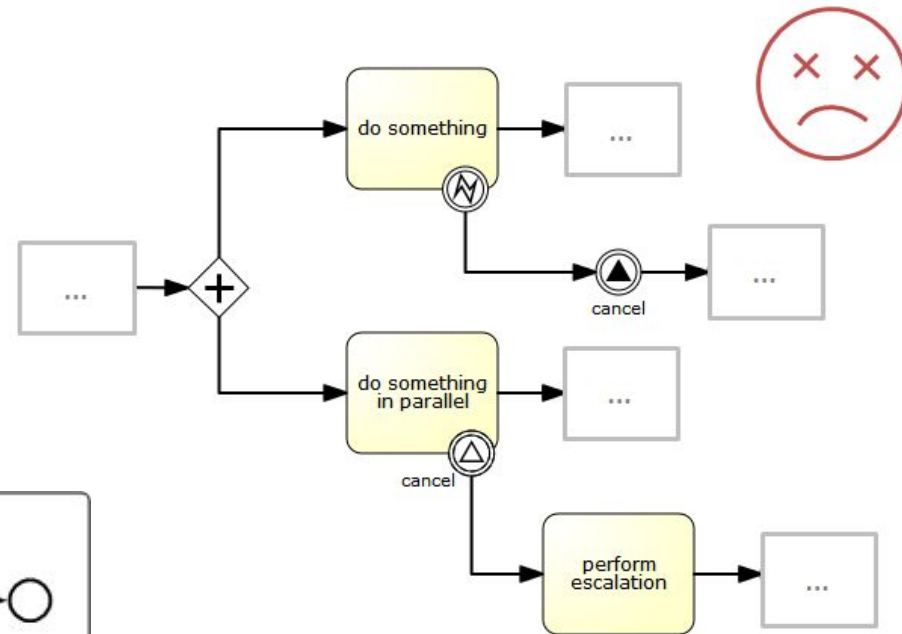 do something
...
...
...
cancel
do something
in parallel
...
cancel
perform
escalation
...